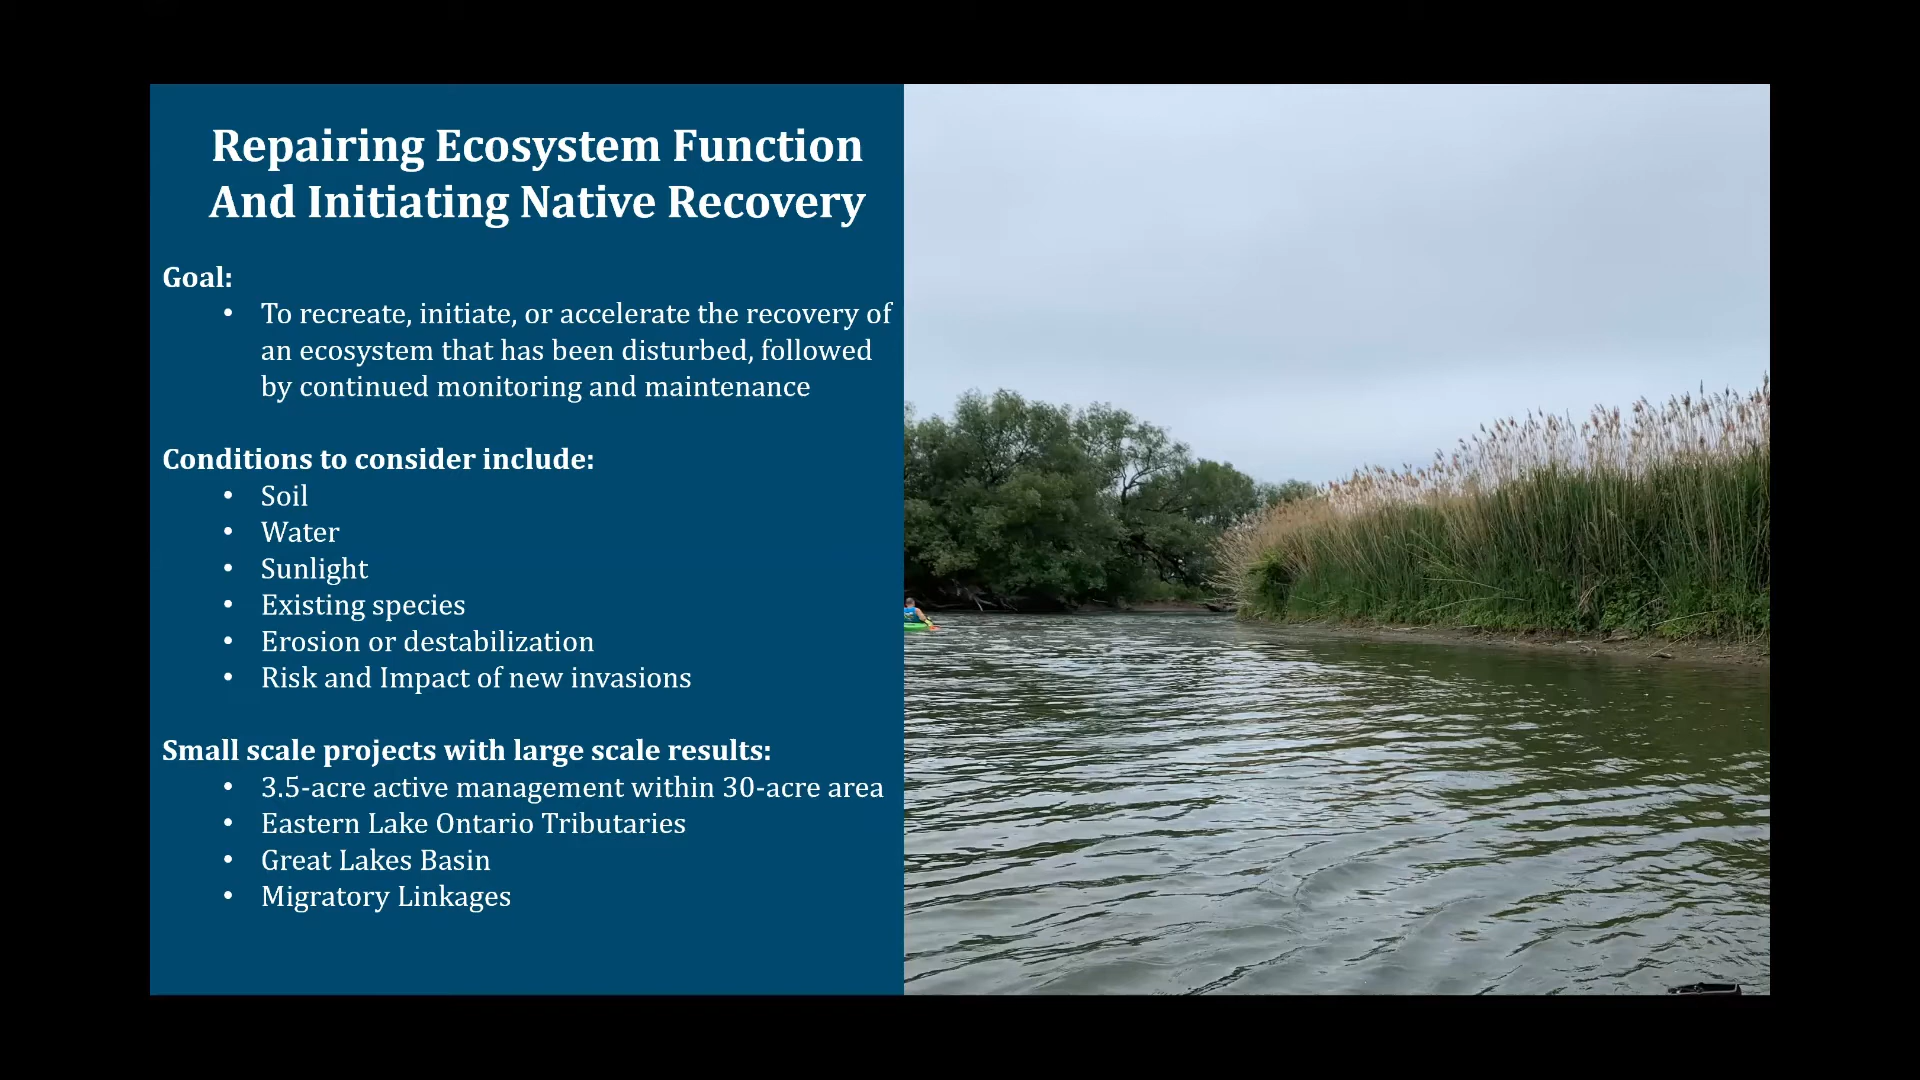 Repairing Ecosystem Function
And Initiating Native Recovery
Goal:
• To recreate, initiate, or accelerate the recovery of
an ecosystem that has been disturbed, followed
by continued monitoring and maintenance
Conditions to consider include:
• Soil
• Water
• Sunlight
• Existing species
• Erosion or destabilization
• Risk and Impact of new invasions
Small scale projects with large scale results:
• 3.5-acre active management within 30-acre area
• Eastern Lake Ontario Tributaries
• Great Lakes Basin
• Migratory Linkages